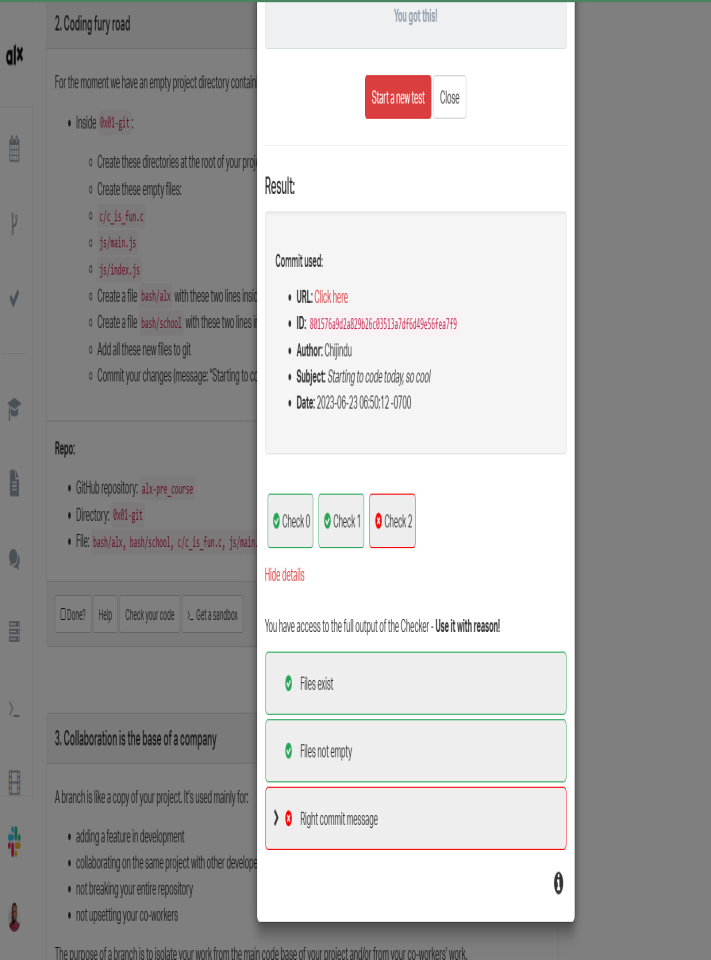 You got this!
2. Coding fury road
alx
For the moment we have an empty project directory contain
Inside 0x01-git:
Create these directories at the root of your proj
Create these empty files:
c/c_is_fun.c
js/main.js
js/index.js
Create a file bash/alx with these two lines insid
Create a file bash/school with these two lines i
Add all these new files to git
Commit your changes (message: "Starting to co
Repo:
GitHub repository: alx-pre_course
Directory: 0x01-git
File: bash/alx, bash/school, c/c_is_fun.c, js/main.
Done? Help Check your code >_ Get a sandbox
3. Collaboration is the base of a company
A branch is like a copy of your project. It's used mainly for:
adding a feature in development
collaborating on the same project with other develope
not breaking your entire repository
not upsetting your co-workers
The purpose of a branch is to isolate your work from the main code base of your project and/or from your co-workers' work.
Start a new test Close
Result:
Commit used:
URL: Click here
ID: 801576a9d2a829b26c03513a7df6d49e56fea7f9
Author: Chijindu
Subject: Starting to code today, so cool
Date: 2023-06-23 06:50:12 -0700
Check 0 Check 1 Check 2
Hide details
You have access to the full output of the Checker - Use it with reason!
Files exist
Files not empty
Right commit message